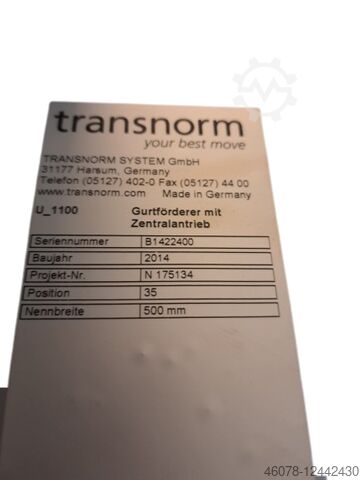 transnorm
your best move
TRANSNORM SYSTEM GmbH
31177 Harsum, Germany
Telefon (05127) 402-0 Fax (05127) 44 00
www.transnorm.com Made in Germany
U_1100 Gurtförderer mit
Zentralantrieb
Seriennummer B1422400
Baujahr 2014
Projekt-Nr. N 175134
Position 35
Nennbreite 500 mm
46078-12442430